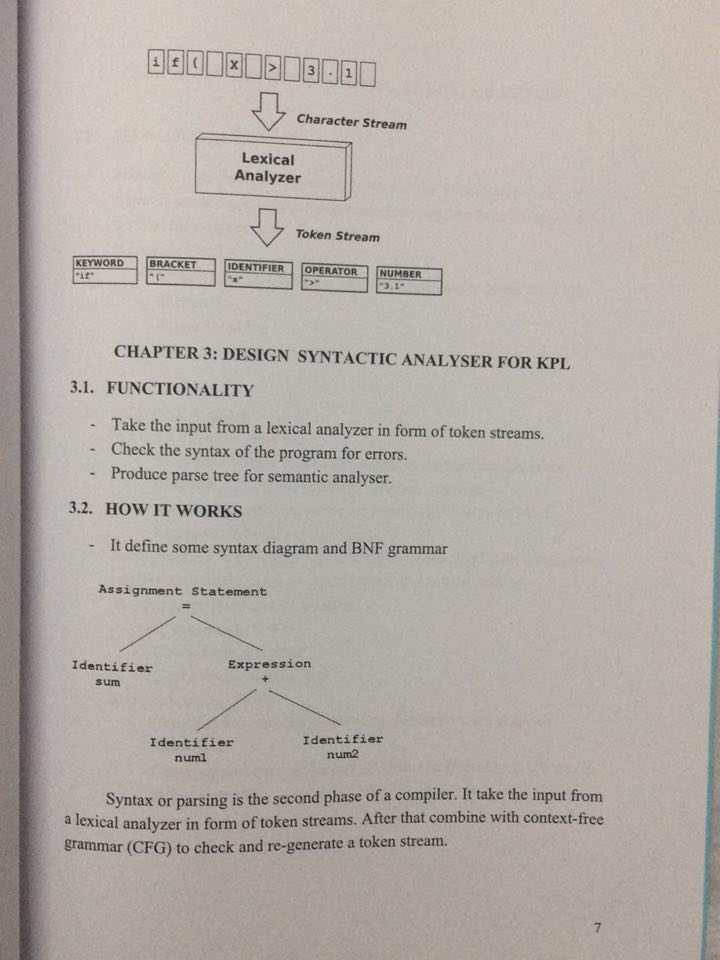 i f ( X > 3 . 1
Character Stream
Lexical
Analyzer
Token Stream
KEYWORD BRACKET IDENTIFIER OPERATOR NUMBER
"if" "(" "x" ">" "3.1"
CHAPTER 3: DESIGN SYNTACTIC ANALYSER FOR KPL
3.1. FUNCTIONALITY
- Take the input from a lexical analyzer in form of token streams.
- Check the syntax of the program for errors.
- Produce parse tree for semantic analyser.
3.2. HOW IT WORKS
- It define some syntax diagram and BNF grammar
Assignment Statement
=
Identifier Expression
sum +
Identifier Identifier
num1 num2
Syntax or parsing is the second phase of a compiler. It take the input from
a lexical analyzer in form of token streams. After that combine with context-free
grammar (CFG) to check and re-generate a token stream.
7